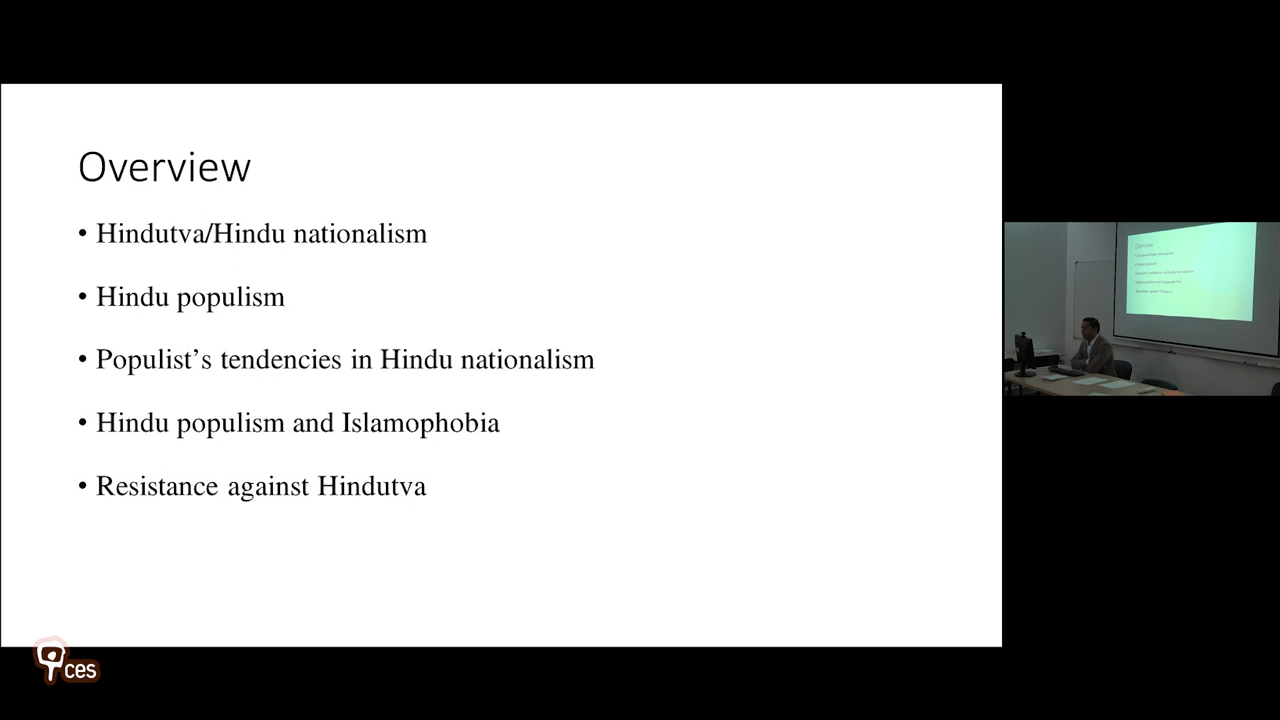 Overview
• Hindutva/Hindu nationalism
• Hindu populism
• Populist’s tendencies in Hindu nationalism
• Hindu populism and Islamophobia
• Resistance against Hindutva
ces
Overview